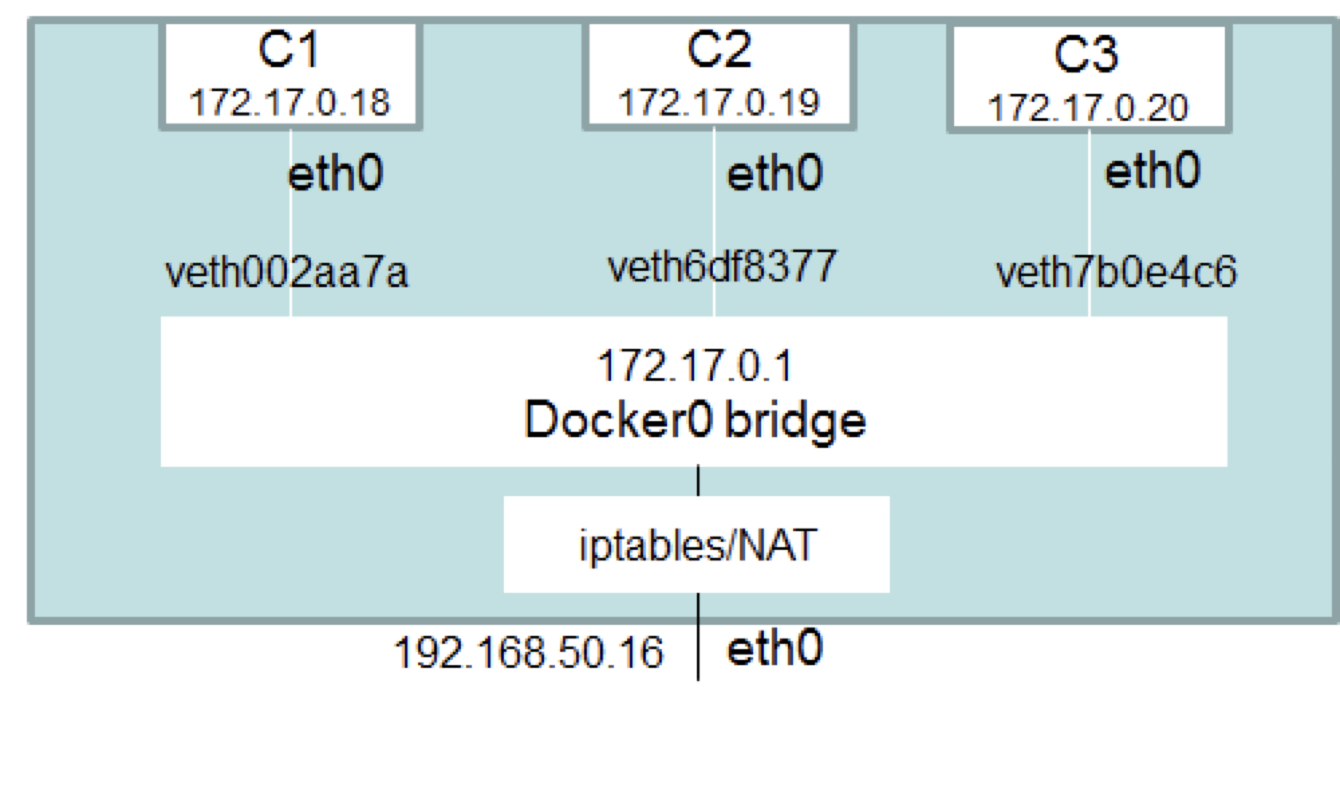 C1
172.17.0.18
C2
172.17.0.19
C3
172.17.0.20
eth0
eth0
eth0
veth002aa7a
veth6df8377
veth7b0e4c6
172.17.0.1
Docker0 bridge
iptables/NAT
192.168.50.16
eth0